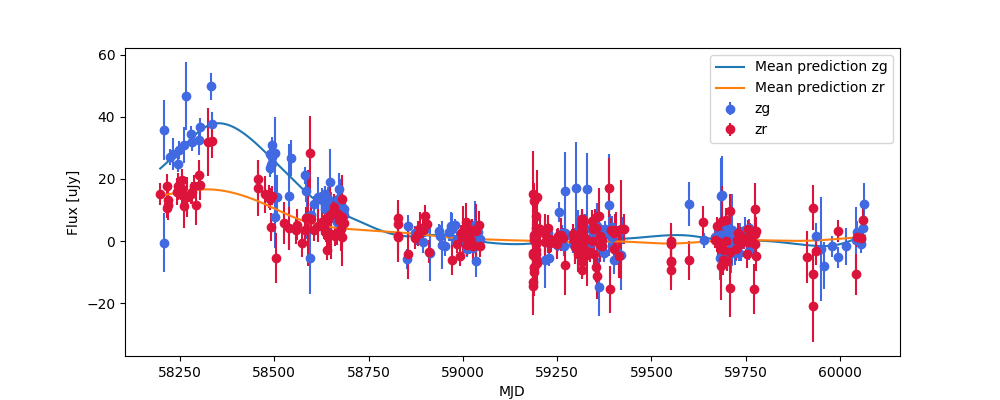 60
40
20
0
−20
Flux [uJy]
58250 58500 58750 59000 59250 59500 59750 60000
MJD
Mean prediction zg
Mean prediction zr
zg
zr